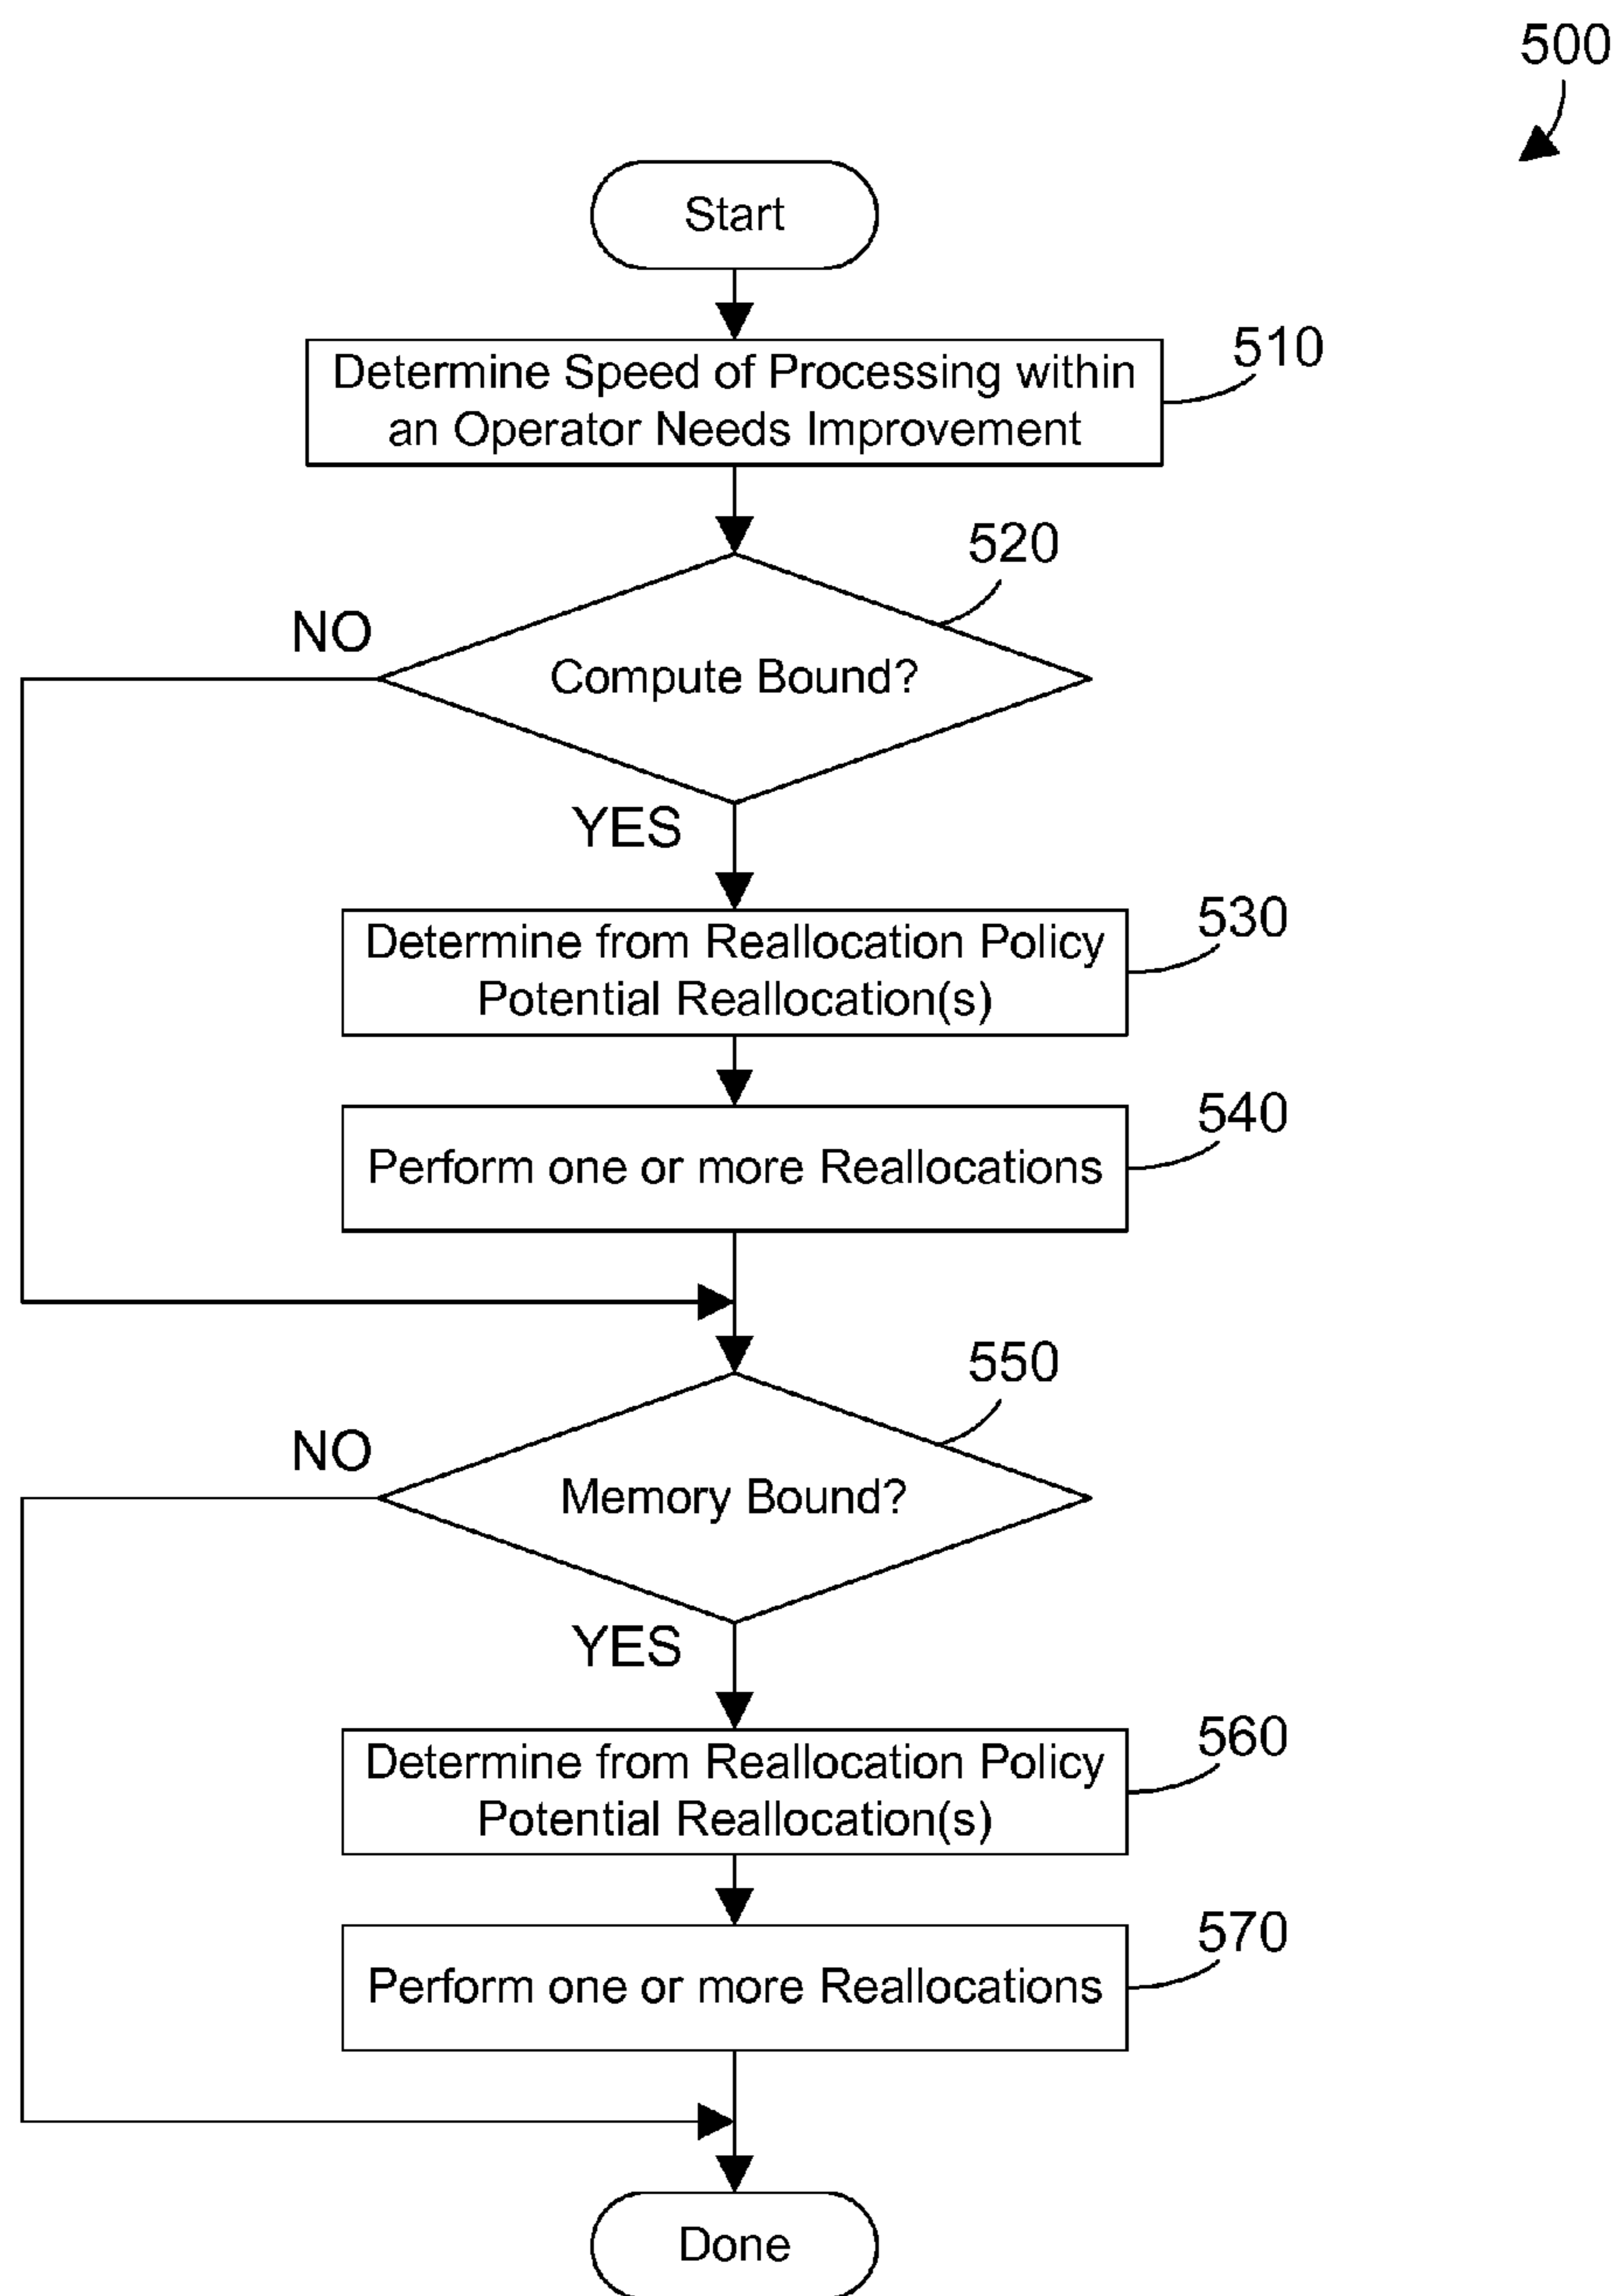 500
Start
510
Determine Speed of Processing within
an Operator Needs Improvement
520
NO
Compute Bound?
YES
530
Determine from Reallocation Policy
Potential Reallocation(s)
540
Perform one or more Reallocations
550
NO
Memory Bound?
YES
560
Determine from Reallocation Policy
Potential Reallocation(s)
570
Perform one or more Reallocations
Done